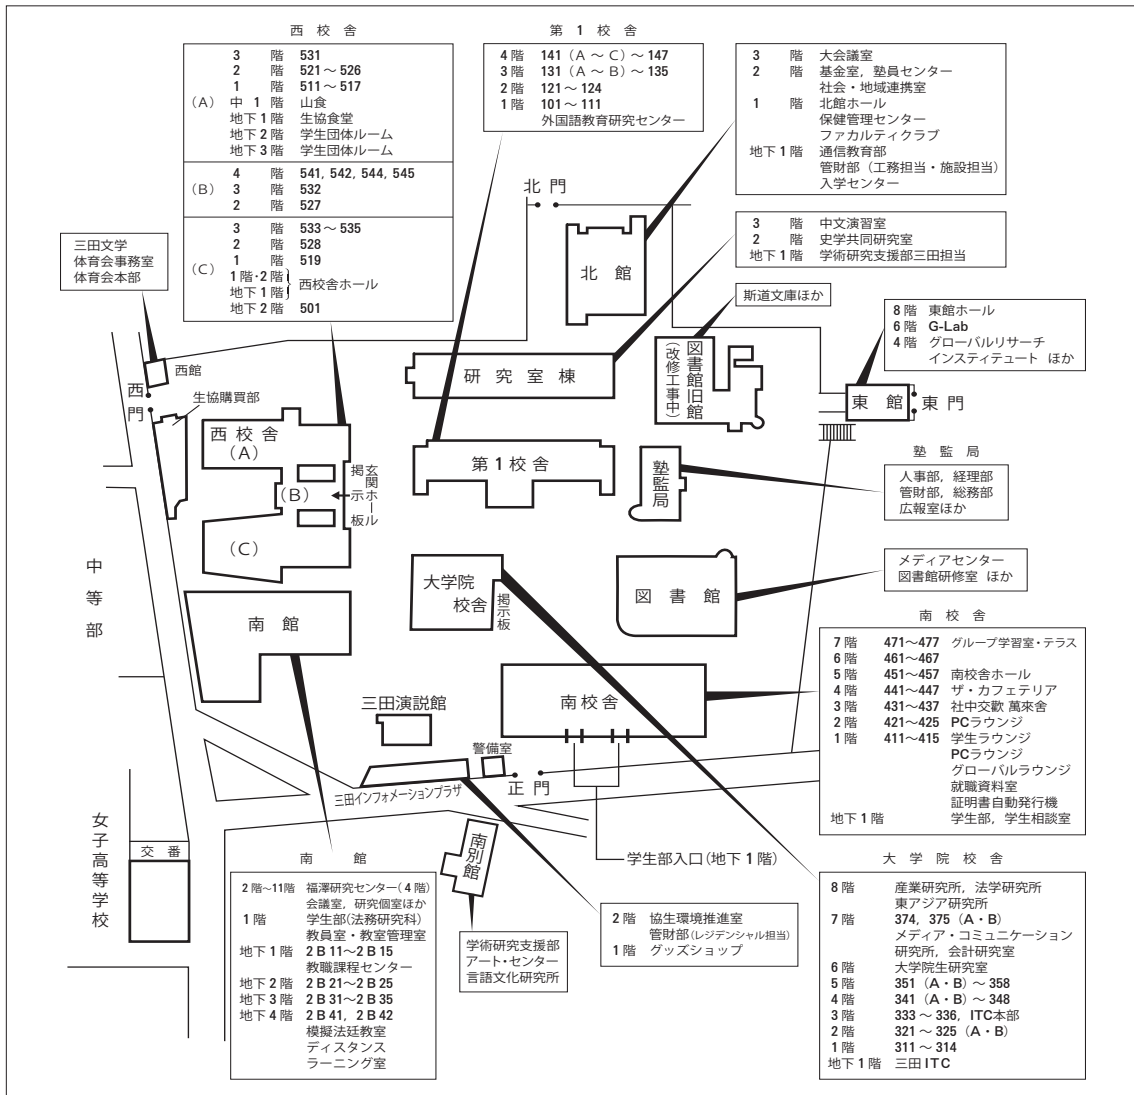 西校舎
(A)
3 階 531
2 階 521～526
1 階 511～517
中 1 階 山食
地下 1 階 生協食堂
地下 2 階 学生団体ルーム
地下 3 階 学生団体ルーム
(B)
4 階 541, 542, 544, 545
3 階 532
2 階 527
(C)
3 階 533～535
2 階 528
1 階 519
1 階・2 階
地下 1 階
西校舎ホール
地下 2 階 501
第1校舎
4 階 141 (A～C)～147
3 階 131 (A～B)～135
2 階 121～124
1 階 101～111
外国語教育研究センター
3 階 大会議室
2 階 基金室，塾員センター
社会・地域連携室
1 階 北館ホール
保健管理センター
ファカルティクラブ
地下 1 階 通信教育部
管財部（工務担当・施設担当）
入学センター
3 階 中文演習室
2 階 史学共同研究室
地下 1 階 学術研究支援部三田担当
三田文学
体育会事務室
体育会本部
北門
北館
斯道文庫ほか
8 階 東館ホール
6 階 G-Lab
4 階 グローバルリサーチ
インスティテュート ほか
西館
西門
生協購買部
研究室棟
図書館旧館
(改修工事中)
東館
東門
西校舎
(A)
(B)
(C)
玄関ホール
掲示板
第1校舎
塾監局
塾監局
人事部，経理部
管財部，総務部
広報室ほか
中等部
大学院
校舎
掲示板
図書館
メディアセンター
図書館研修室 ほか
南館
南校舎
7 階 471～477 グループ学習室・テラス
6 階 461～467
5 階 451～457 南校舎ホール
4 階 441～447 ザ・カフェテリア
3 階 431～437 社中交歡 萬來舍
2 階 421～425 PCラウンジ
1 階 411～415 学生ラウンジ
PCラウンジ
グローバルラウンジ
就職資料室
証明書自動発行機
地下 1 階 学生部，学生相談室
三田演説館
南校舎
警備室
正門
三田インフォメーションプラザ
女子高等学校
交番
南別館
学生部入口(地下 1 階)
南館
2 階～11階 福澤研究センター(4 階)
会議室，研究個室ほか
1 階 学生部(法務研究科)
教員室・教室管理室
地下 1 階 2 B 11～2 B 15
教職課程センター
地下 2 階 2 B 21～2 B 25
地下 3 階 2 B 31～2 B 35
地下 4 階 2 B 41, 2 B 42
模擬法廷教室
ディスタンス
ラーニング室
学術研究支援部
アート・センター
言語文化研究所
2 階 協生環境推進室
管財部(レジデンシャル担当)
1 階 グッズショップ
大学院校舎
8 階 産業研究所，法学研究所
東アジア研究所
7 階 374, 375 (A・B)
メディア・コミュニケーション
研究所，会計研究室
6 階 大学院生研究室
5 階 351 (A・B)～358
4 階 341 (A・B)～348
3 階 333～336, ITC本部
2 階 321～325 (A・B)
1 階 311～314
地下 1 階 三田 ITC